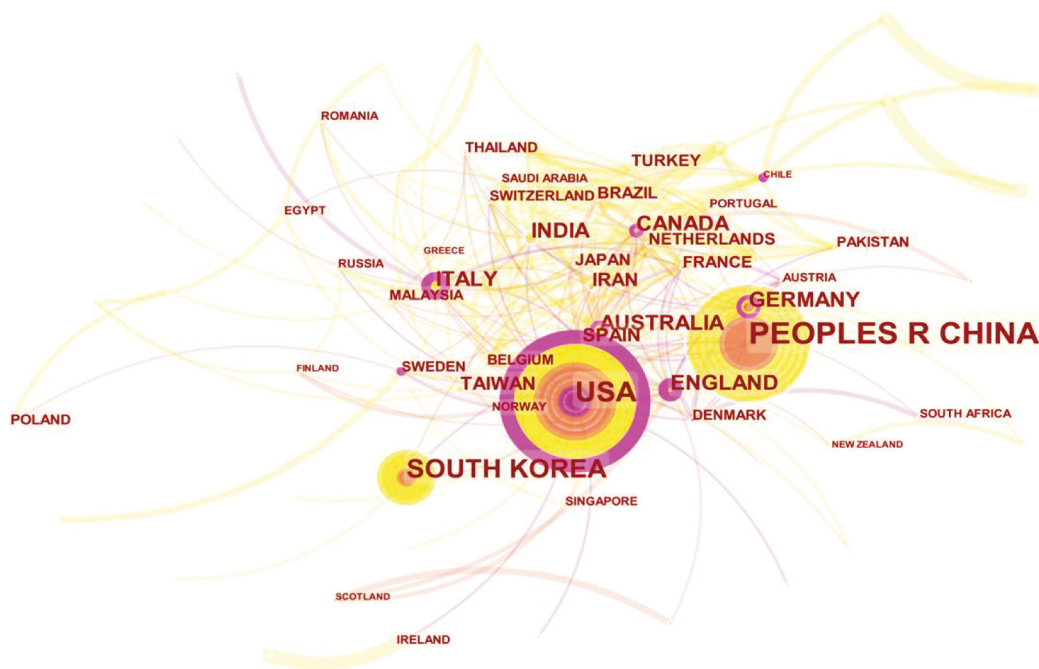 ROMANIA
THAILAND
TURKEY
SAUDI ARABIA
CHILE
SWITZERLAND
BRAZIL
PORTUGAL
EGYPT
CANADA
INDIA
NETHERLANDS
PAKISTAN
GREECE
RUSSIA
JAPAN
FRANCE
ITALY
IRAN
AUSTRIA
MALAYSIA
GERMANY
AUSTRALIA
SPAIN
PEOPLES R CHINA
BELGIUM
SWEDEN
FINLAND
TAIWAN
ENGLAND
USA
NORWAY
POLAND
DENMARK
SOUTH AFRICA
NEW ZEALAND
SOUTH KOREA
SINGAPORE
SCOTLAND
IRELAND